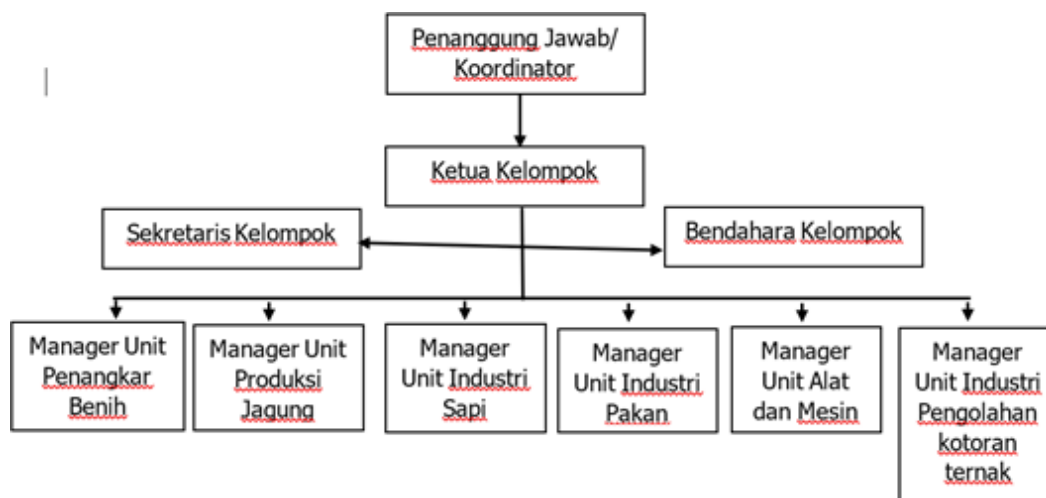 Penanggung Jawab/
Koordinator
Ketua Kelompok
Sekretaris Kelompok
Bendahara Kelompok
Manager Unit
Penangkar
Benih
Manager Unit
Produksi
Jagung
Manager
Unit Industri
Sapi
Manager
Unit Industri
Pakan
Manager
Unit Alat
dan Mesin
Manager
Unit Industri
Pengolahan
kotoran
ternak